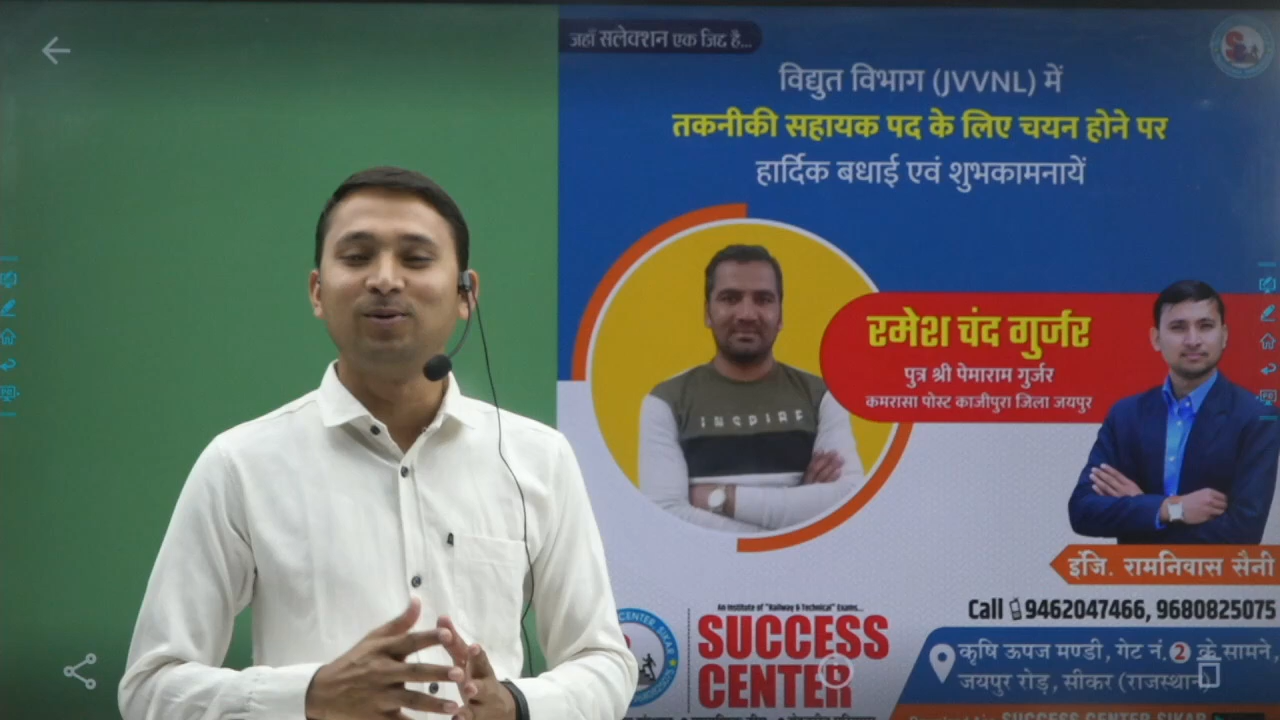 जहाँ सलेक्शन एक जिद है...
विद्युत विभाग (JVVNL) में
तकनीकी सहायक पद के लिए चयन होने पर
हार्दिक बधाई एवं शुभकामनायें
रमेश चंद गुर्जर
पुत्र श्री पेमाराम गुर्जर
कमरासा पोस्ट काजीपुरा जिला जयपुर
INSPIRE
इंजि. रामनिवास सैनी
Call 9462047466, 9680825075
An Institute of "Railway & Technical" Exams...
SUCCESS
CENTER
CENTER, SIKAR
कृषि ऊपज मण्डी, गेट नं. 2 के सामने,
जयपुर रोड़, सीकर (राजस्थान)
SUCCESS CENTER SIKAR